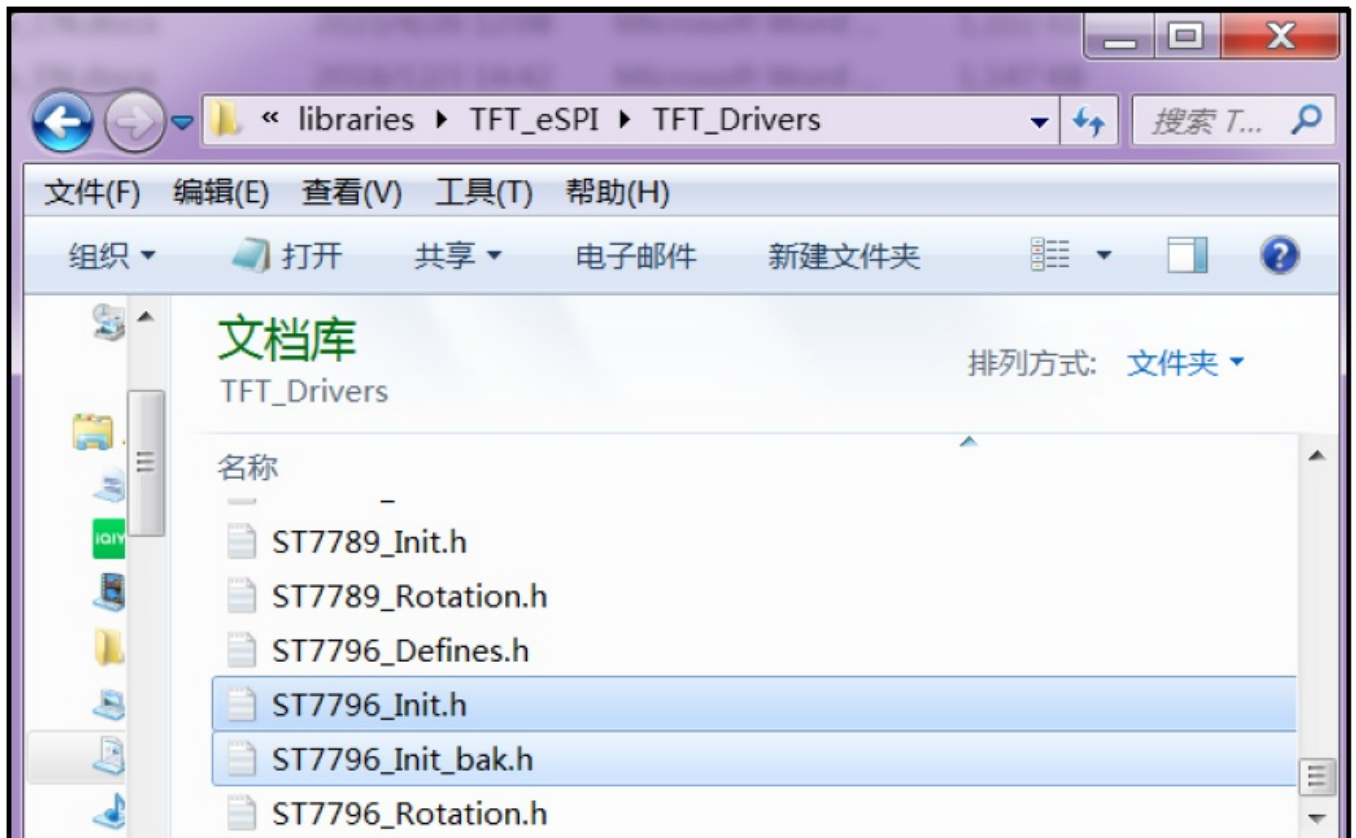 « libraries ▸ TFT_eSPI ▸ TFT_Drivers
搜索 T...
文件(F) 编辑(E) 查看(V) 工具(T) 帮助(H)
组织 打开 共享 电子邮件 新建文件夹
文档库
TFT_Drivers
排列方式: 文件夹
名称
ST7789_Init.h
ST7789_Rotation.h
ST7796_Defines.h
ST7796_Init.h
ST7796_Init_bak.h
ST7796_Rotation.h